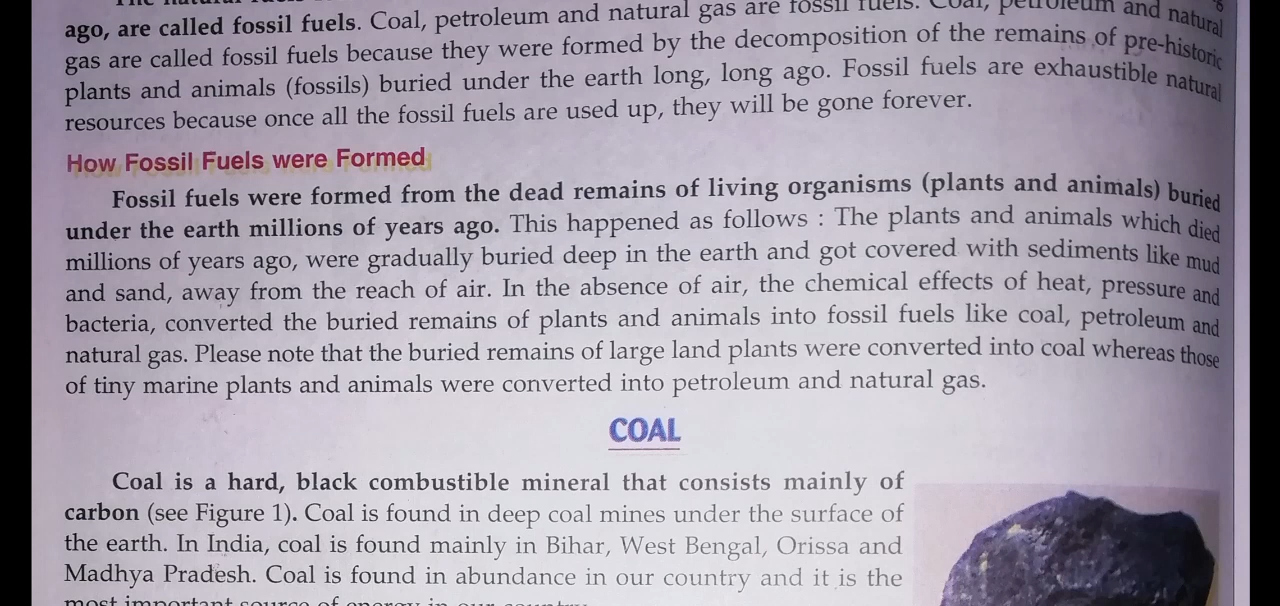 ago, are called fossil fuels. Coal, petroleum and natural gas are fossil fuels. Coal, petroleum and natural
gas are called fossil fuels because they were formed by the decomposition of the remains of pre-historic
plants and animals (fossils) buried under the earth long, long ago. Fossil fuels are exhaustible natural
resources because once all the fossil fuels are used up, they will be gone forever.
How Fossil Fuels were Formed
Fossil fuels were formed from the dead remains of living organisms (plants and animals) buried
under the earth millions of years ago. This happened as follows : The plants and animals which died
millions of years ago, were gradually buried deep in the earth and got covered with sediments like mud
and sand, away from the reach of air. In the absence of air, the chemical effects of heat, pressure and
bacteria, converted the buried remains of plants and animals into fossil fuels like coal, petroleum and
natural gas. Please note that the buried remains of large land plants were converted into coal whereas those
of tiny marine plants and animals were converted into petroleum and natural gas.
COAL
Coal is a hard, black combustible mineral that consists mainly of
carbon (see Figure 1). Coal is found in deep coal mines under the surface of
the earth. In India, coal is found mainly in Bihar, West Bengal, Orissa and
Madhya Pradesh. Coal is found in abundance in our country and it is the
most important source of energy in our country